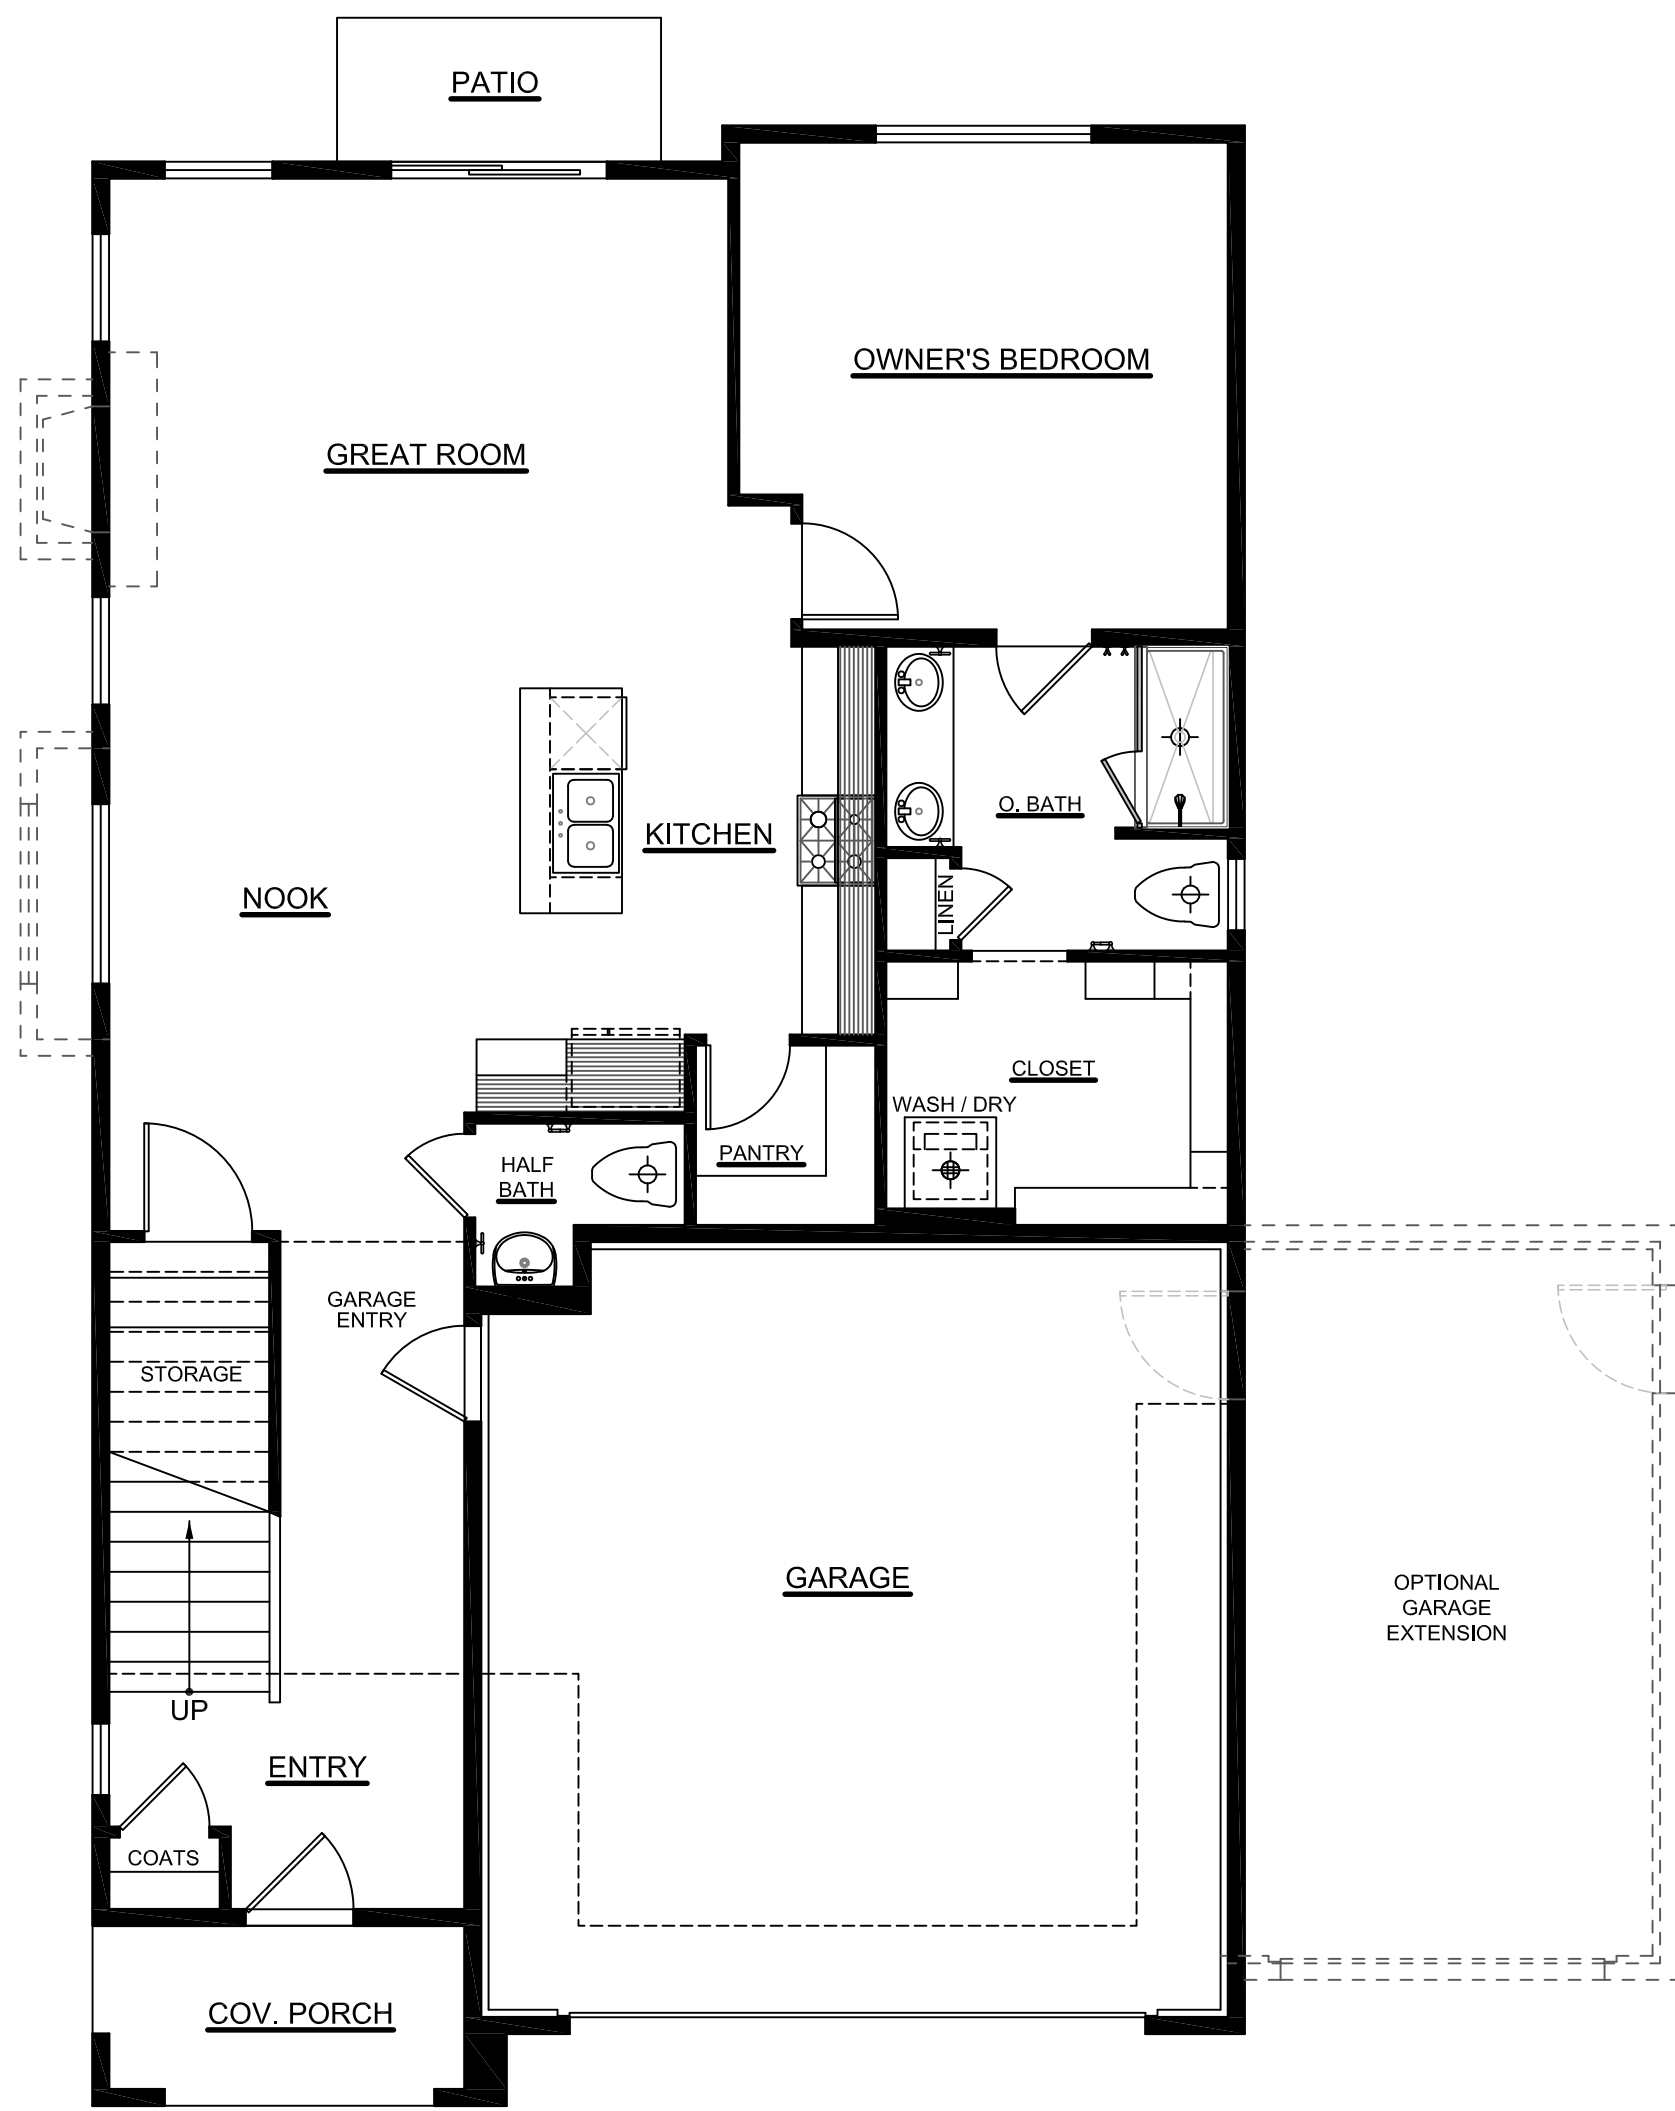 PATIO
OWNER'S BEDROOM
GREAT ROOM
O. BATH
KITCHEN
NOOK
LINEN
CLOSET
WASH / DRY
PANTRY
HALF
BATH
GARAGE
ENTRY
STORAGE
GARAGE
OPTIONAL
GARAGE
EXTENSION
UP
ENTRY
COATS
COV. PORCH